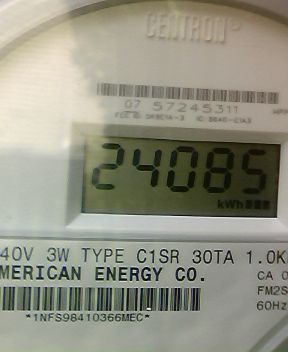 CENTRON®
07 57245311
24085
kWh
40V 3W TYPE C1SR 30TA 1.0K
MERICAN ENERGY CO.
CA 0
FM2S
60Hz
*1NFS98410366MEC*